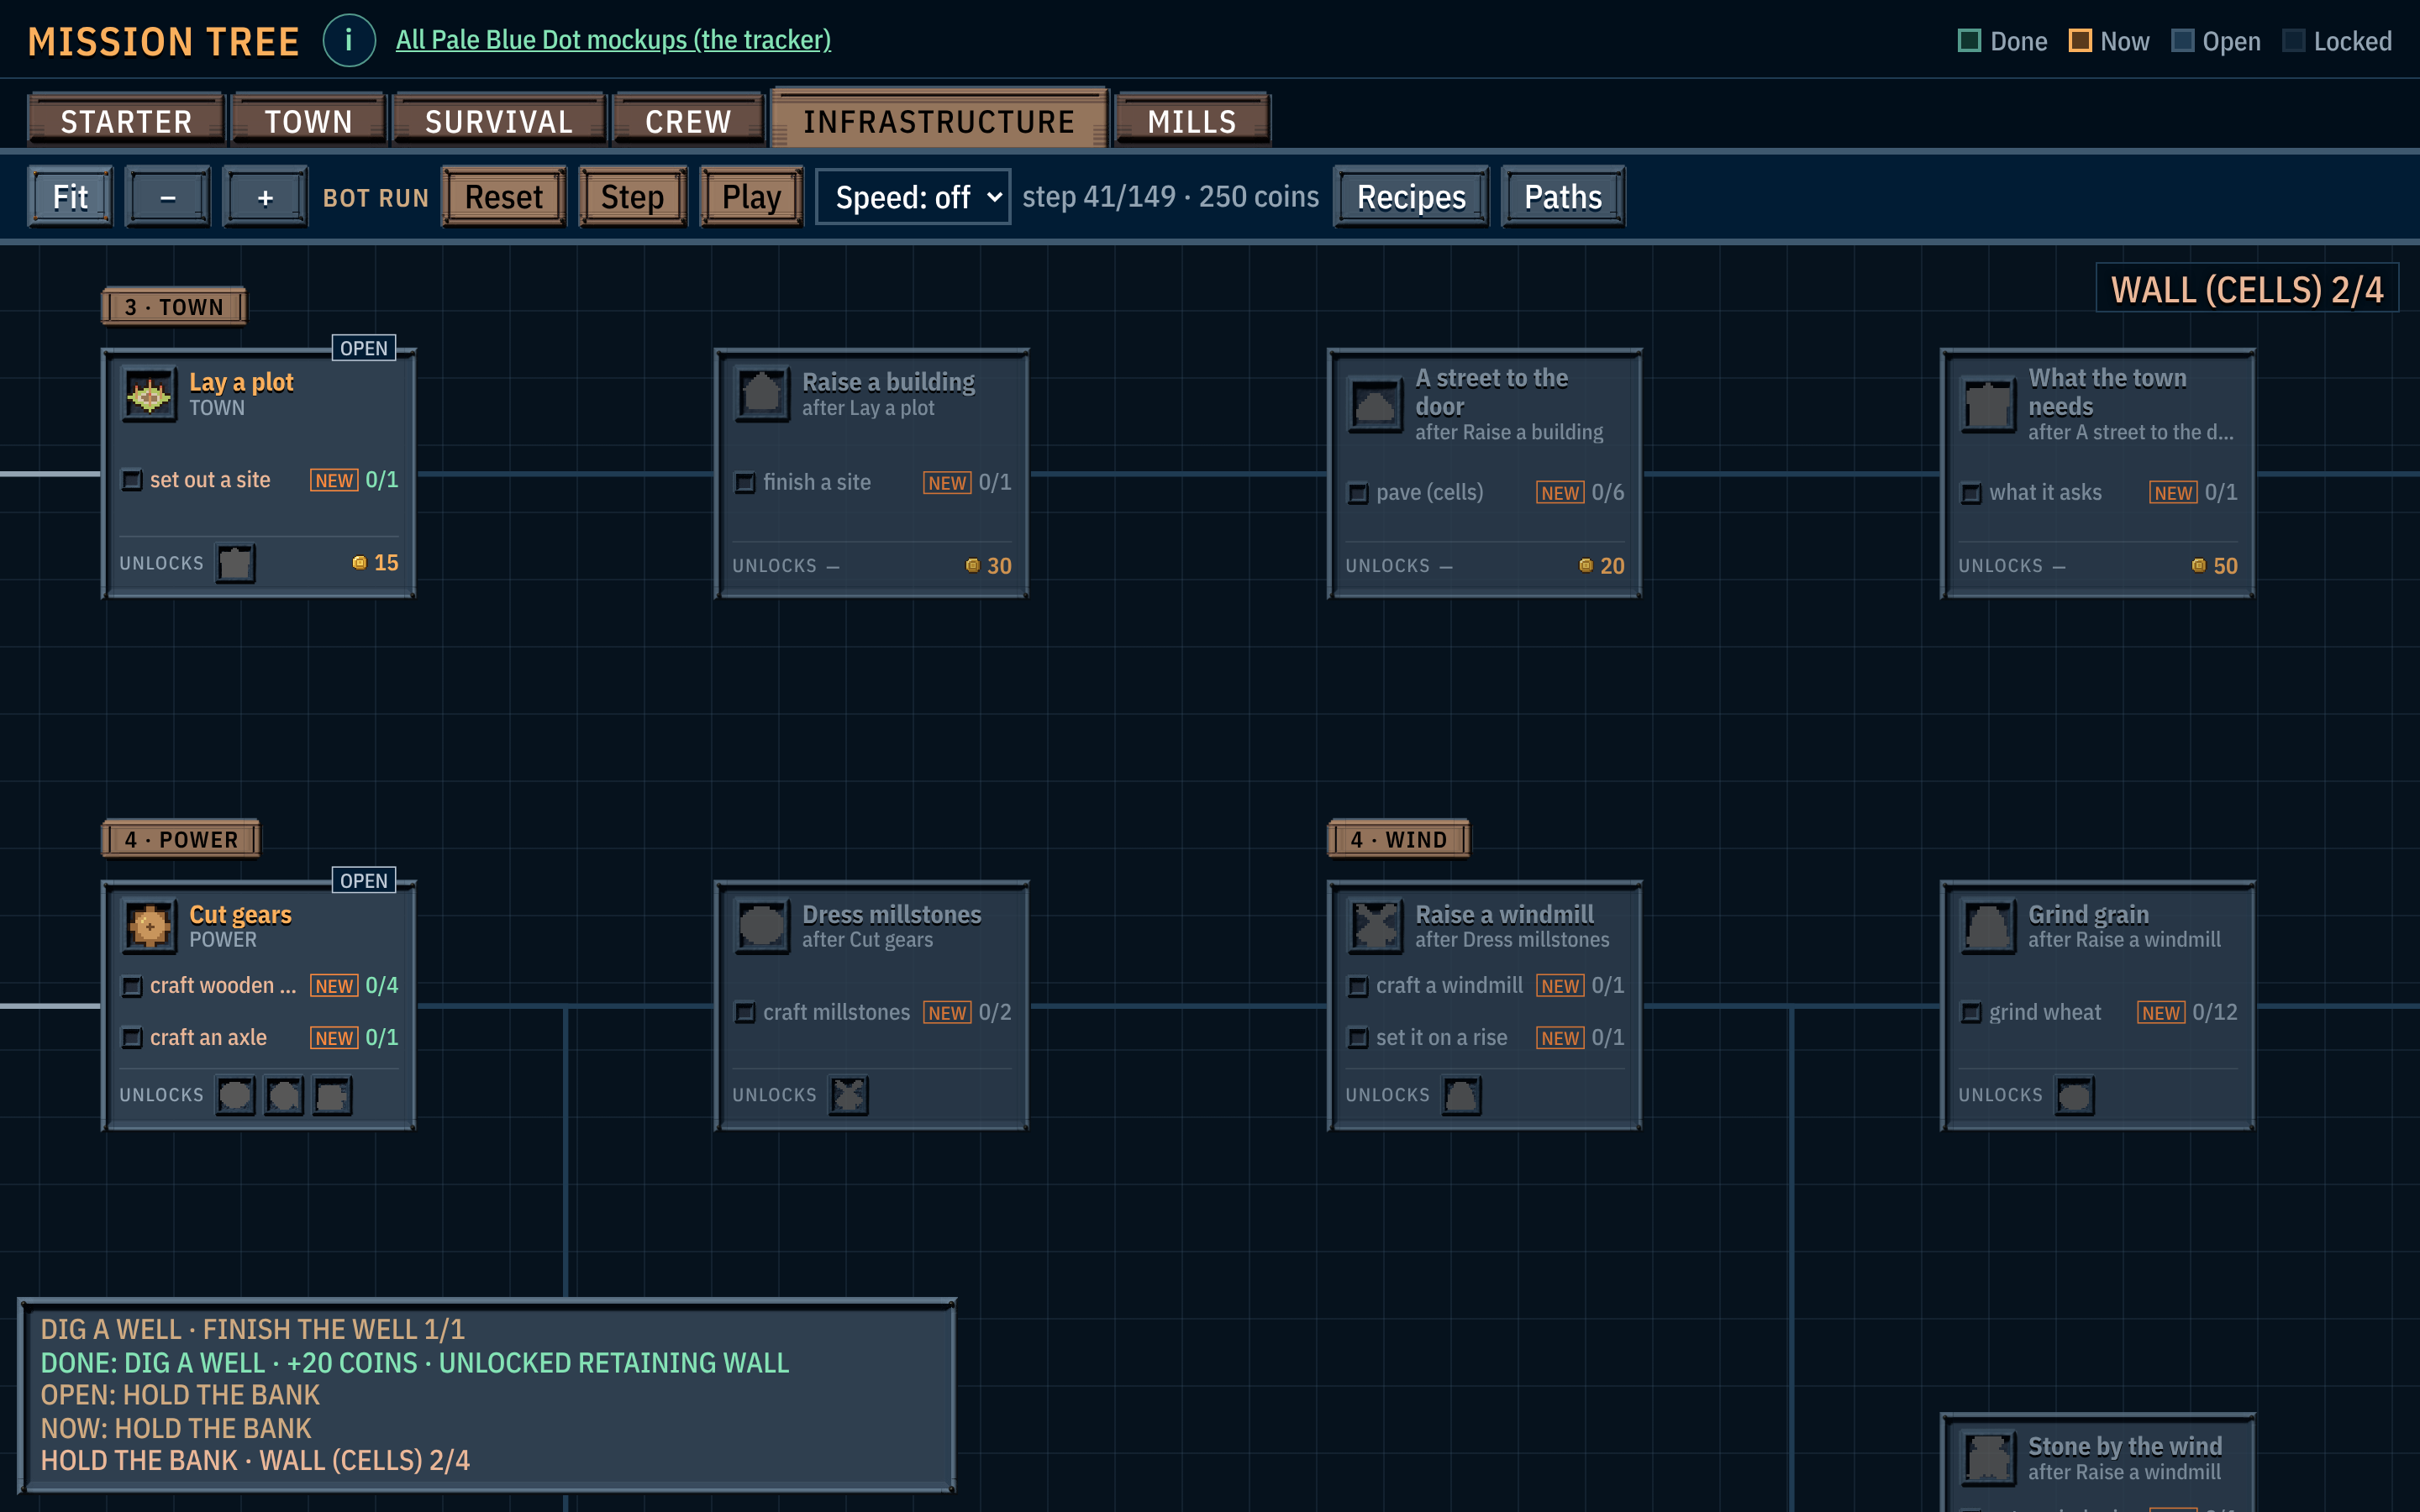 MISSION TREE
i
All Pale Blue Dot mockups (the tracker)
Done
Now
Open
Locked
STARTER
TOWN
SURVIVAL
CREW
INFRASTRUCTURE
MILLS
Fit
–
+
BOT RUN
Reset
Step
Play
Speed: off
step 41/149 · 250 coins
Recipes
Paths
WALL (CELLS) 2/4
3 · TOWN
OPEN
Lay a plot
TOWN
set out a site NEW 0/1
UNLOCKS 15
Raise a building
after Lay a plot
finish a site NEW 0/1
UNLOCKS – 30
A street to the
door
after Raise a building
pave (cells) NEW 0/6
UNLOCKS – 20
What the town
needs
after A street to the d...
what it asks NEW 0/1
UNLOCKS – 50
4 · POWER
OPEN
Cut gears
POWER
craft wooden ... NEW 0/4
craft an axle NEW 0/1
UNLOCKS
Dress millstones
after Cut gears
craft millstones NEW 0/2
UNLOCKS
4 · WIND
Raise a windmill
after Dress millstones
craft a windmill NEW 0/1
set it on a rise NEW 0/1
UNLOCKS
Grind grain
after Raise a windmill
grind wheat NEW 0/12
UNLOCKS
Stone by the wind
after Raise a windmill
DIG A WELL · FINISH THE WELL 1/1
DONE: DIG A WELL · +20 COINS · UNLOCKED RETAINING WALL
OPEN: HOLD THE BANK
NOW: HOLD THE BANK
HOLD THE BANK · WALL (CELLS) 2/4